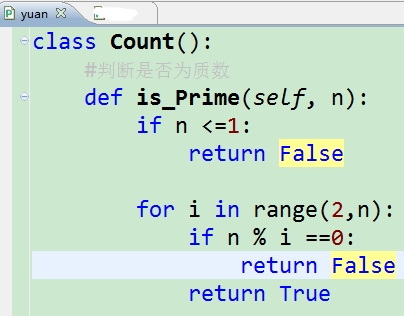 yuan
class Count():
    #判断是否为质数
    def is_Prime(self, n):
        if n <=1:
            return False
        for i in range(2,n):
            if n % i ==0:
                return False
            return True